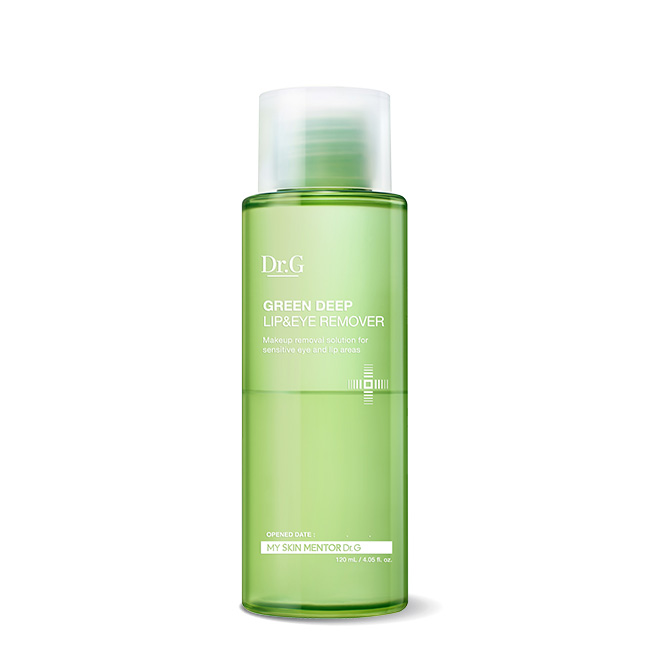 Dr.G
GREEN DEEP
LIP&EYE REMOVER
Makeup removal solution for
sensitive eye and lip areas
OPENED DATE : . .
MY SKIN MENTOR Dr.G
120 mL / 4.05 fl. oz.